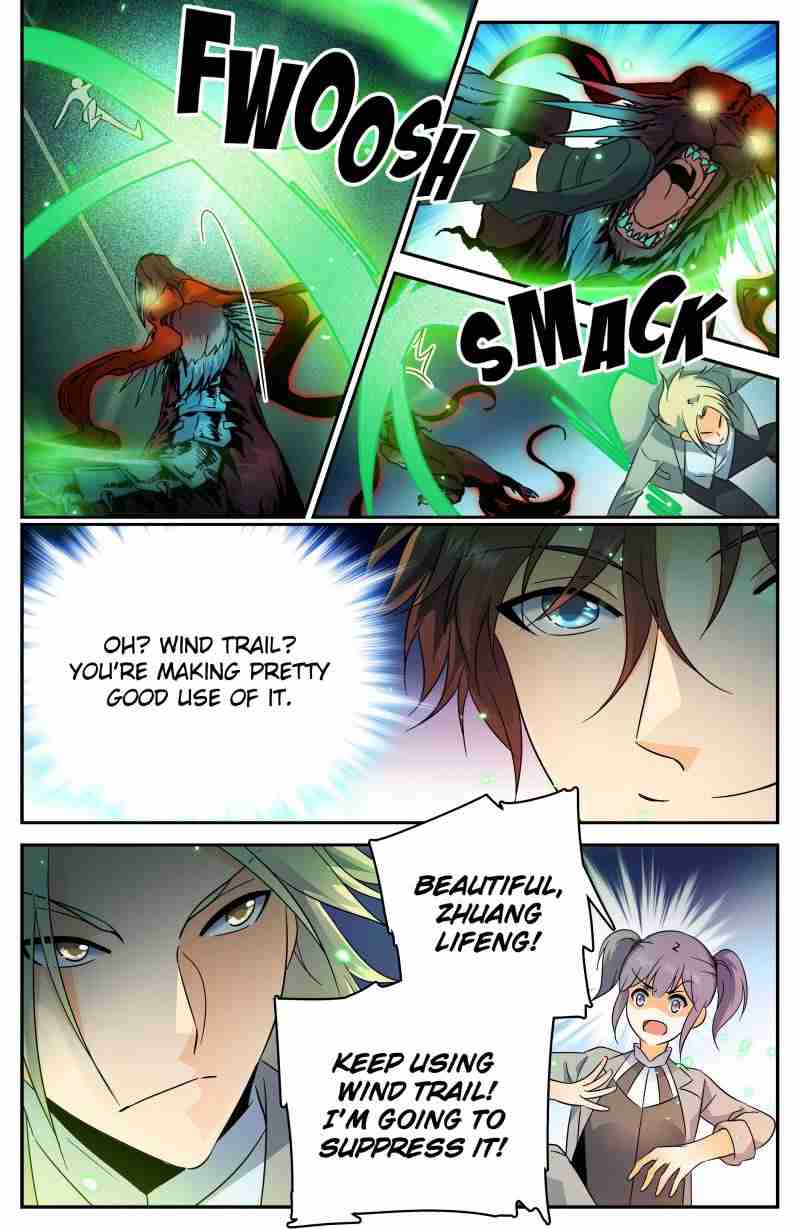 FWOOSH
SMACK
OH? WIND TRAIL?
YOU'RE MAKING PRETTY
GOOD USE OF IT.
BEAUTIFUL,
ZHUANG
LIFENG!
KEEP USING
WIND TRAIL!
I'M GOING TO
SUPPRESS IT!